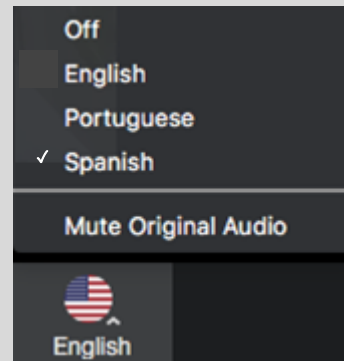 Off
English
Portuguese
✓ Spanish
Mute Original Audio
English